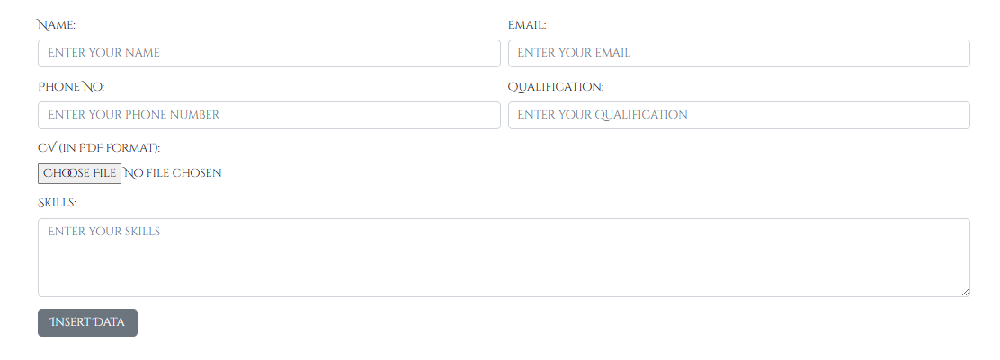 Name: Email:
Enter your name Enter your email
Phone No: Qualification:
Enter your phone number Enter your qualification
CV (in PDF format):
Choose File No file chosen
Skills:
Enter your skills
Insert Data